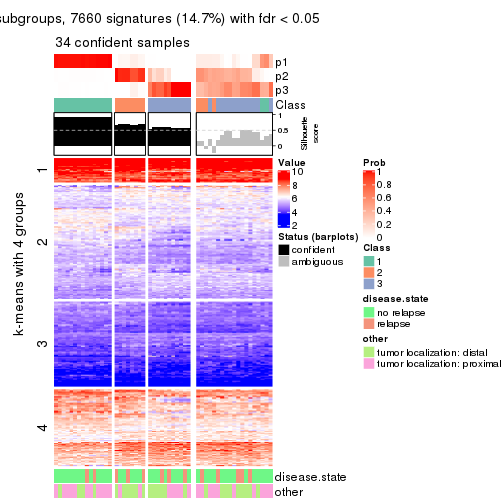 subgroups, 7660 signatures (14.7%) with fdr < 0.05
34 confident samples
p1
p2
p3
Class
1
0.5
0
Silhouette
score
k-means with 4 groups
1
2
3
4
disease.state
other
Value
10
8
6
4
2
Status (barplots)
confident
ambiguous
Prob
1
0.8
0.6
0.4
0.2
0
Class
1
2
3
disease.state
no relapse
relapse
other
tumor localization: distal
tumor localization: proximal